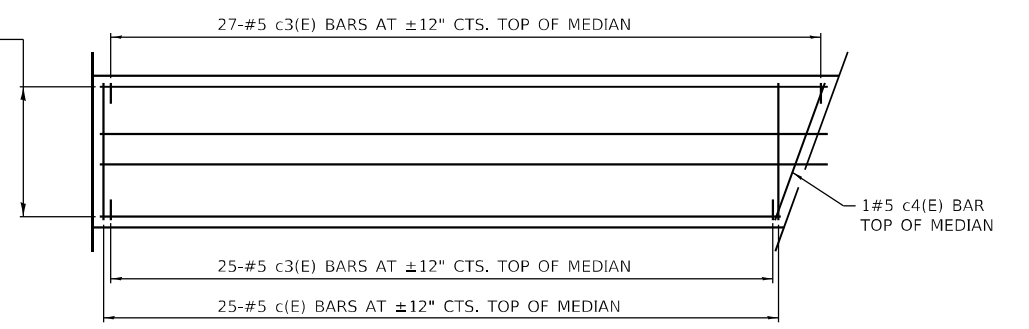 27-#5 c3(E) BARS AT ±12" CTS. TOP OF MEDIAN
1#5 c4(E) BAR
TOP OF MEDIAN
25-#5 c3(E) BARS AT ±12" CTS. TOP OF MEDIAN
25-#5 c(E) BARS AT ±12" CTS. TOP OF MEDIAN